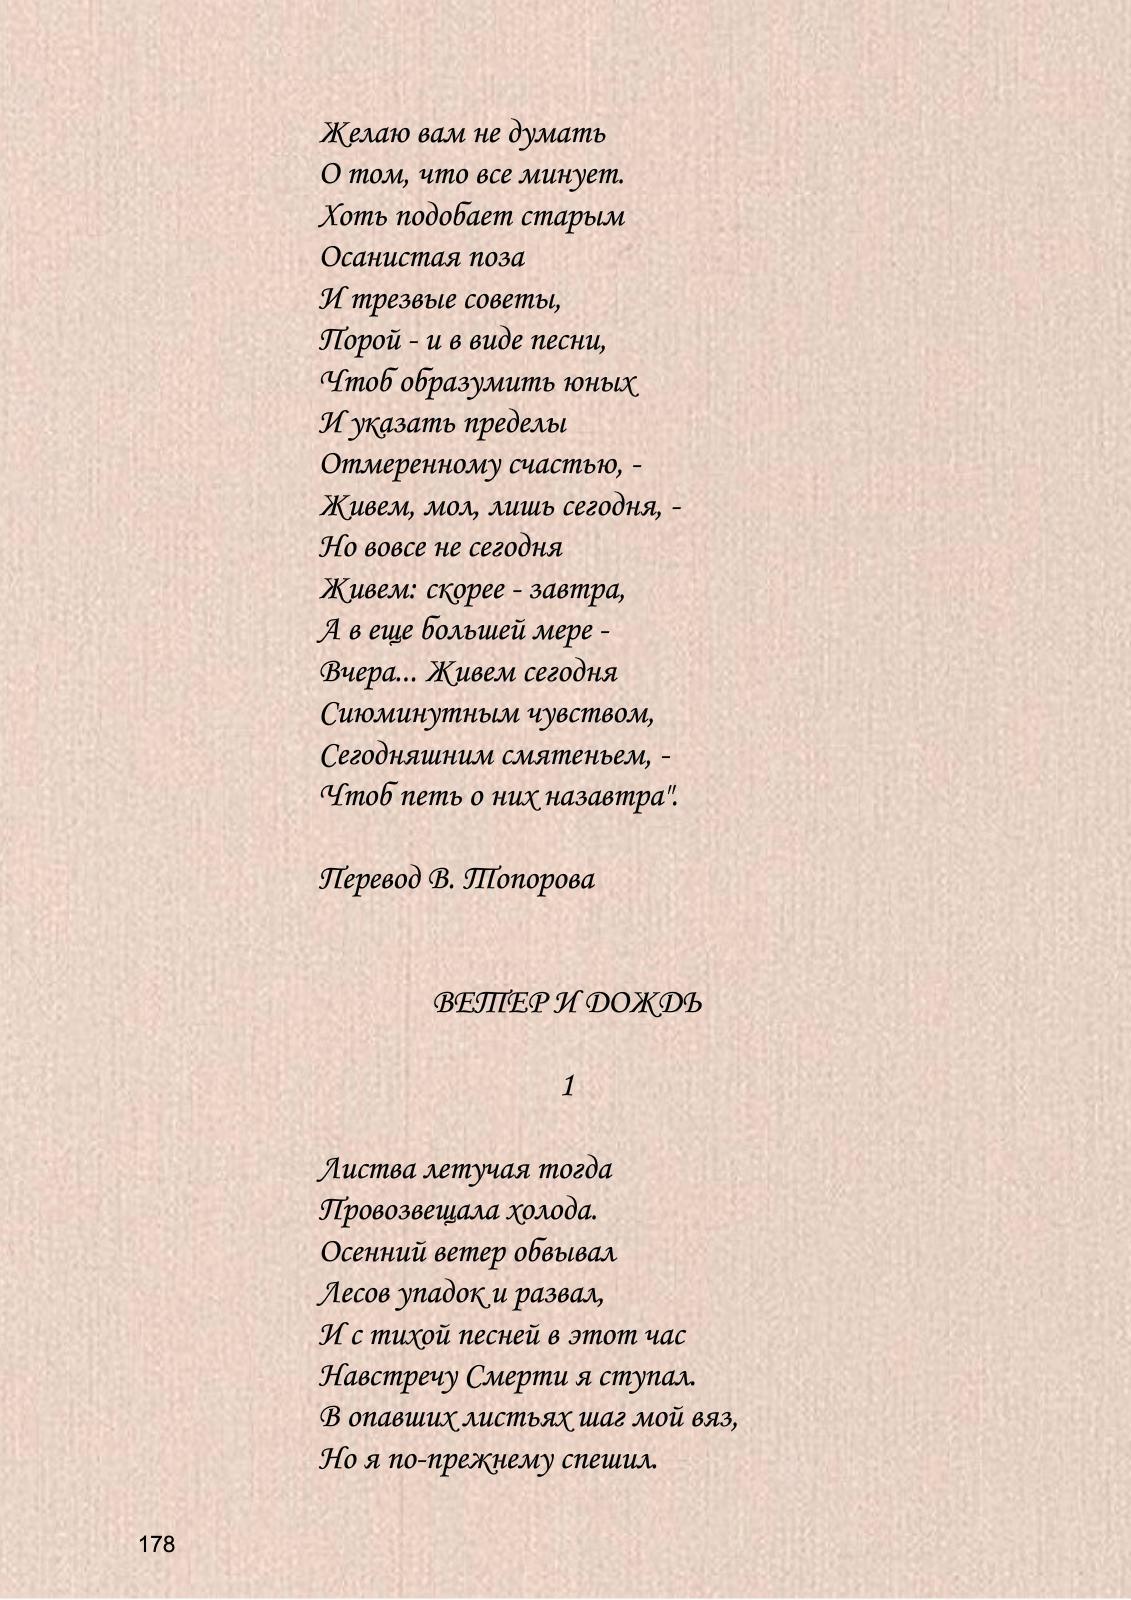 Желаю вам не думать
О том, что все минует.
Хоть подобает старым
Осанистая поза
И трезвые советы,
Порой - и в виде песни,
Чтоб образумить юных
И указать пределы
Отмеренному счастью, -
Живем, мол, лишь сегодня, -
Но вовсе не сегодня
Живем: скорее - завтра,
А в еще большей мере -
Вчера... Живем сегодня
Сиюминутным чувством,
Сегодняшним смятеньем, -
Чтоб петь о них назавтра".
Перевод В. Топорова
ВЕТЕР И ДОЖДЬ
1
Листва летучая тогда
Провозвещала холода.
Осенний ветер обвывал
Лесов упадок и развал,
И с тихой песней в этот час
Навстречу Смерти я ступал.
В опавших листьях шаг мой вяз,
Но я по-прежнему спешил.
178